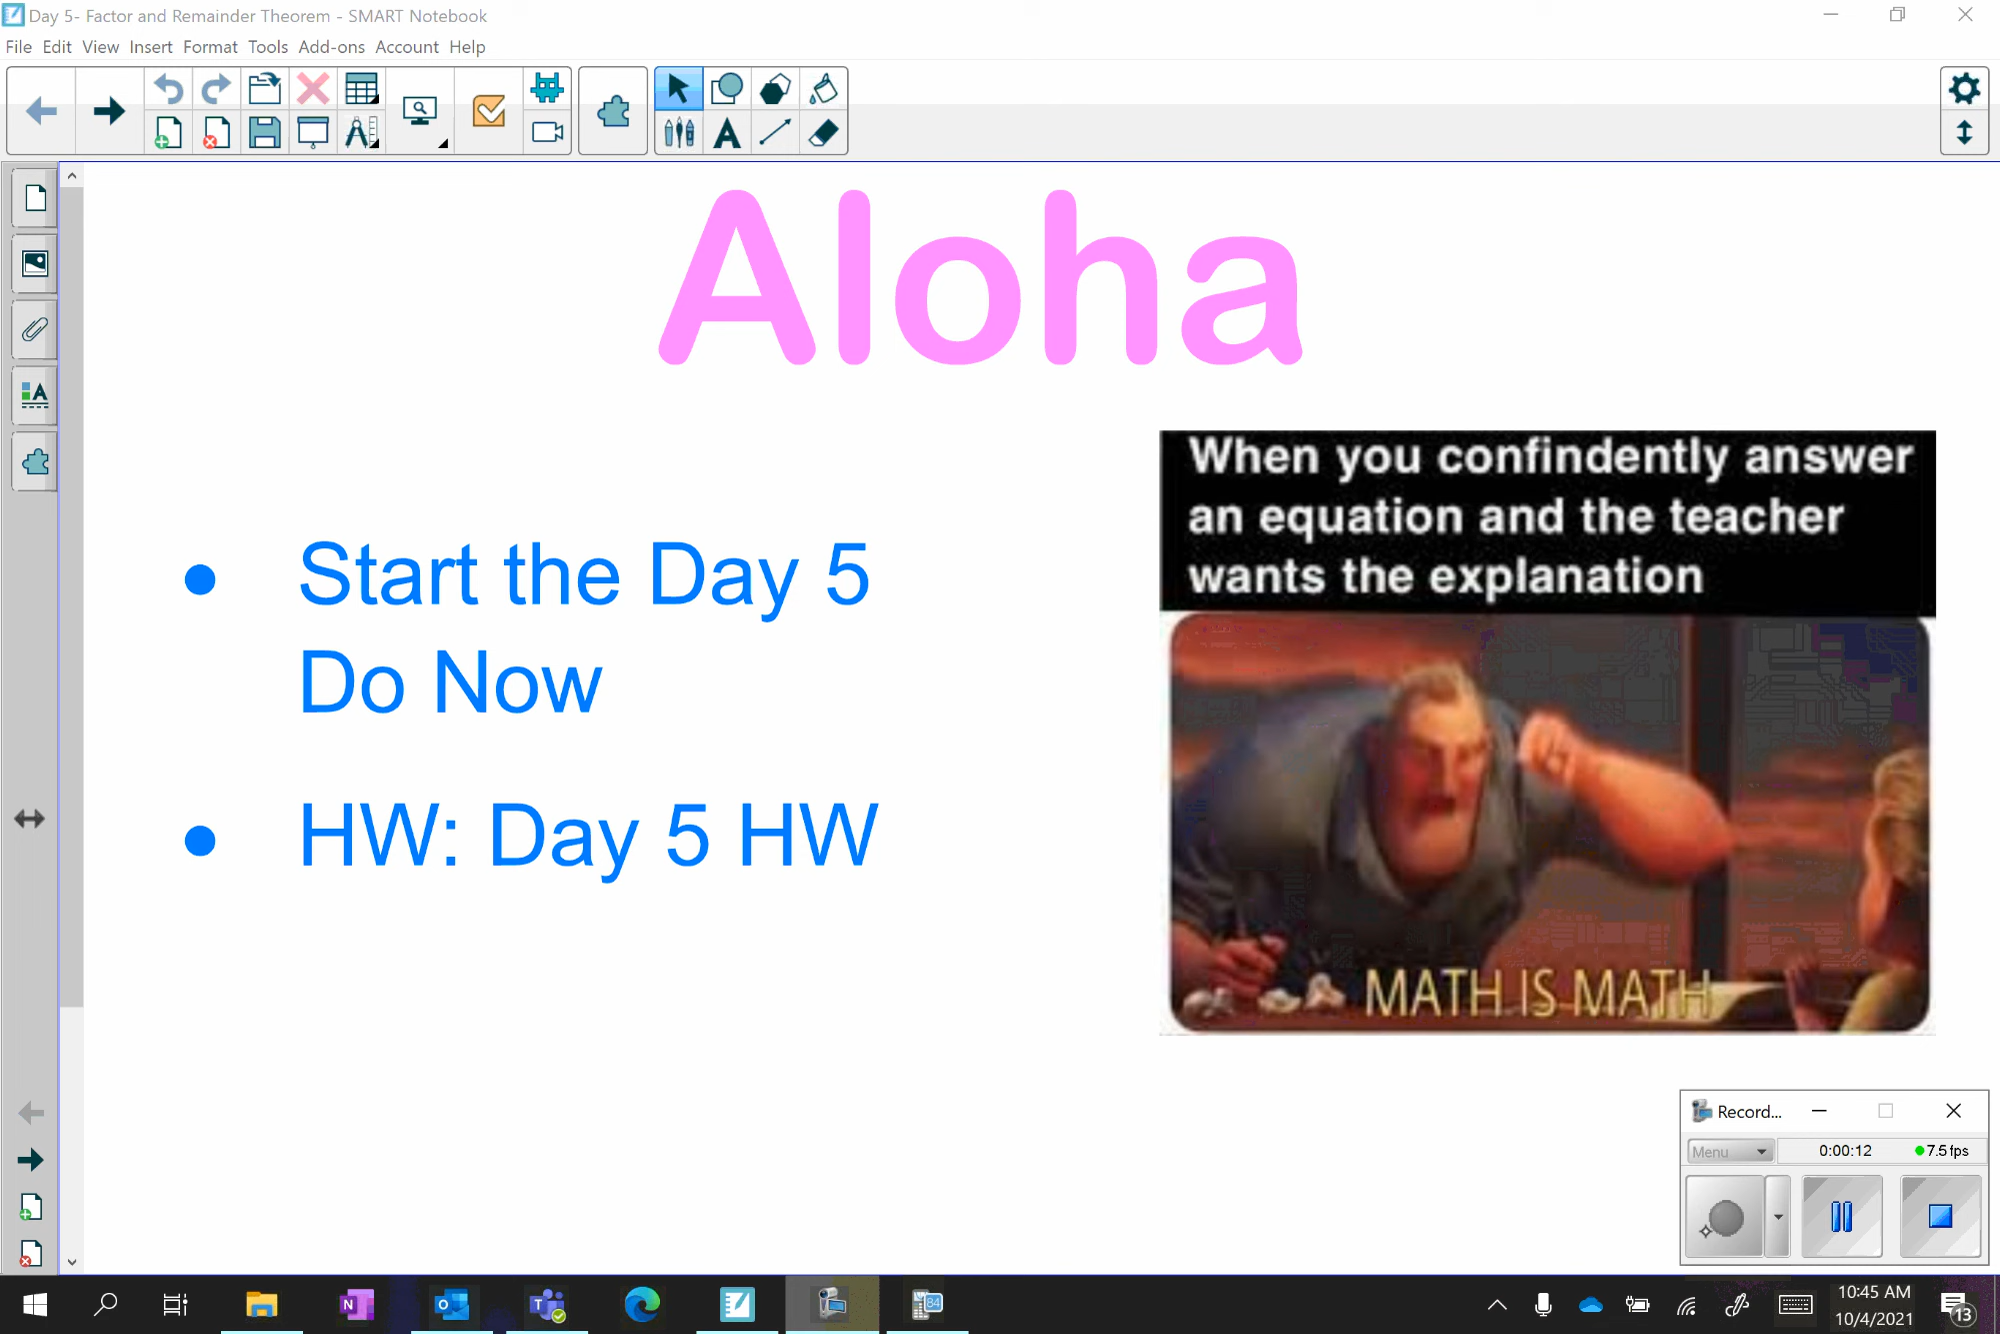 Day 5- Factor and Remainder Theorem - SMART Notebook
File Edit View Insert Format Tools Add-ons Account Help
Aloha
Start the Day 5
Do Now
HW: Day 5 HW
When you confindently answer
an equation and the teacher
wants the explanation
MATH IS MATH
Record...
Menu 0:00:12 7.5 fps
10:45 AM
10/4/2021
13
84